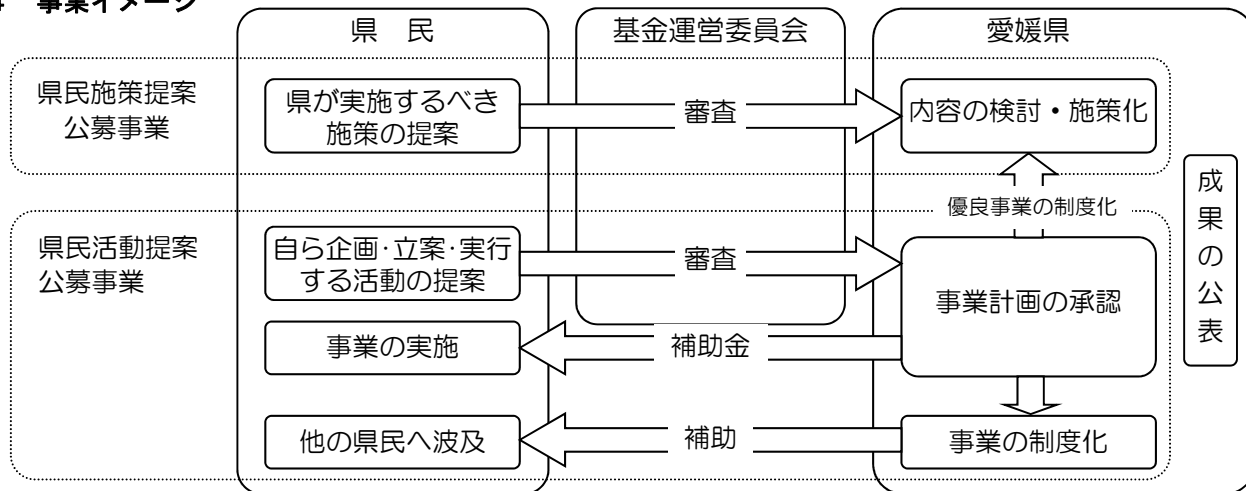 事業イメージ
県　民
基金運営委員会
愛媛県
県民施策提案
公募事業
県が実施するべき
施策の提案
審査
内容の検討・施策化
優良事業の制度化
県民活動提案
公募事業
自ら企画・立案・実行
する活動の提案
審査
事業計画の承認
事業の実施
補助金
他の県民へ波及
補助
事業の制度化
成果の公表